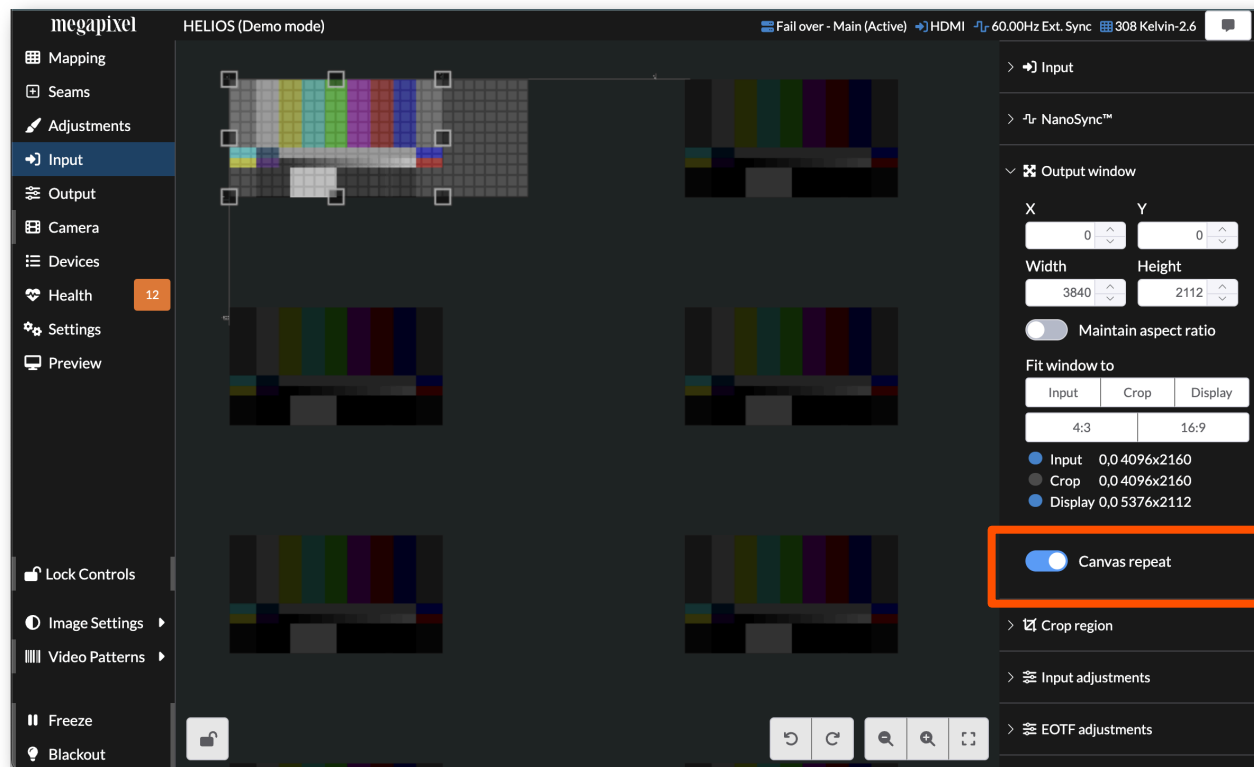 megapixel HELIOS (Demo mode) Fail over - Main (Active) HDMI 60.00Hz Ext. Sync 308 Kelvin-2.6
Mapping
Seams
Adjustments
Input
Output
Camera
Devices
Health 12
Settings
Preview
Lock Controls
Image Settings
Video Patterns
Freeze
Blackout
Input
NanoSync™
Output window
X Y
0 0
Width Height
3840 2112
Maintain aspect ratio
Fit window to
Input Crop Display
4:3 16:9
Input 0,0 4096x2160
Crop 0,0 4096x2160
Display 0,0 5376x2112
Canvas repeat
Crop region
Input adjustments
EOTF adjustments